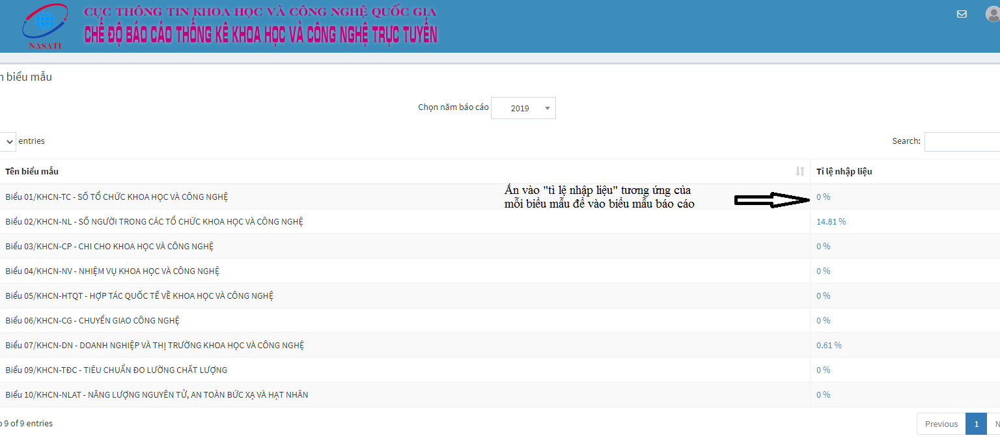 CỤC THÔNG TIN KHOA HỌC VÀ CÔNG NGHỆ QUỐC GIA
CHẾ ĐỘ BÁO CÁO THỐNG KÊ KHOA HỌC VÀ CÔNG NGHỆ TRỰC TUYẾN
NASATI
n biểu mẫu
Chọn năm báo cáo 2019
entries Search:
Tên biểu mẫu Tỉ lệ nhập liệu
Biểu 01/KHCN-TC - SỐ TỔ CHỨC KHOA HỌC VÀ CÔNG NGHỆ 0 %
Ấn vào "tỉ lệ nhập liệu" tương ứng của
mỗi biểu mẫu để vào biểu mẫu báo cáo
Biểu 02/KHCN-NL - SỐ NGƯỜI TRONG CÁC TỔ CHỨC KHOA HỌC VÀ CÔNG NGHỆ 14.81 %
Biểu 03/KHCN-CP - CHI CHO KHOA HỌC VÀ CÔNG NGHỆ 0 %
Biểu 04/KHCN-NV - NHIỆM VỤ KHOA HỌC VÀ CÔNG NGHỆ 0 %
Biểu 05/KHCN-HTQT - HỢP TÁC QUỐC TẾ VỀ KHOA HỌC VÀ CÔNG NGHỆ 0 %
Biểu 06/KHCN-CG - CHUYỂN GIAO CÔNG NGHỆ 0 %
Biểu 07/KHCN-DN - DOANH NGHIỆP VÀ THỊ TRƯỜNG KHOA HỌC VÀ CÔNG NGHỆ 0.61 %
Biểu 09/KHCN-TĐC - TIÊU CHUẨN ĐO LƯỜNG CHẤT LƯỢNG 0 %
Biểu 10/KHCN-NLAT - NĂNG LƯỢNG NGUYÊN TỬ, AN TOÀN BỨC XẠ VÀ HẠT NHÂN 0 %
o 9 of 9 entries Previous 1 N